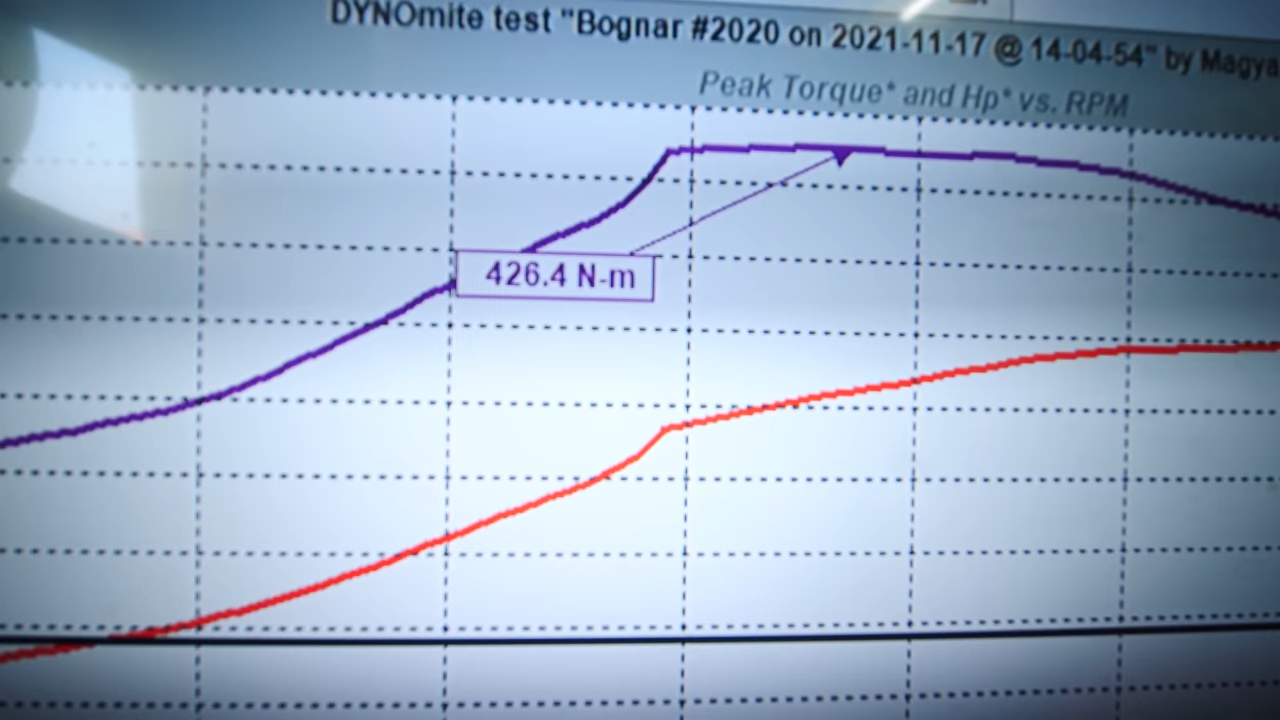 DYNOmite test "Bognar #2020 on 2021-11-17 @ 14-04-54" by Magya
Peak Torque* and Hp* vs. RPM
426.4 N-m